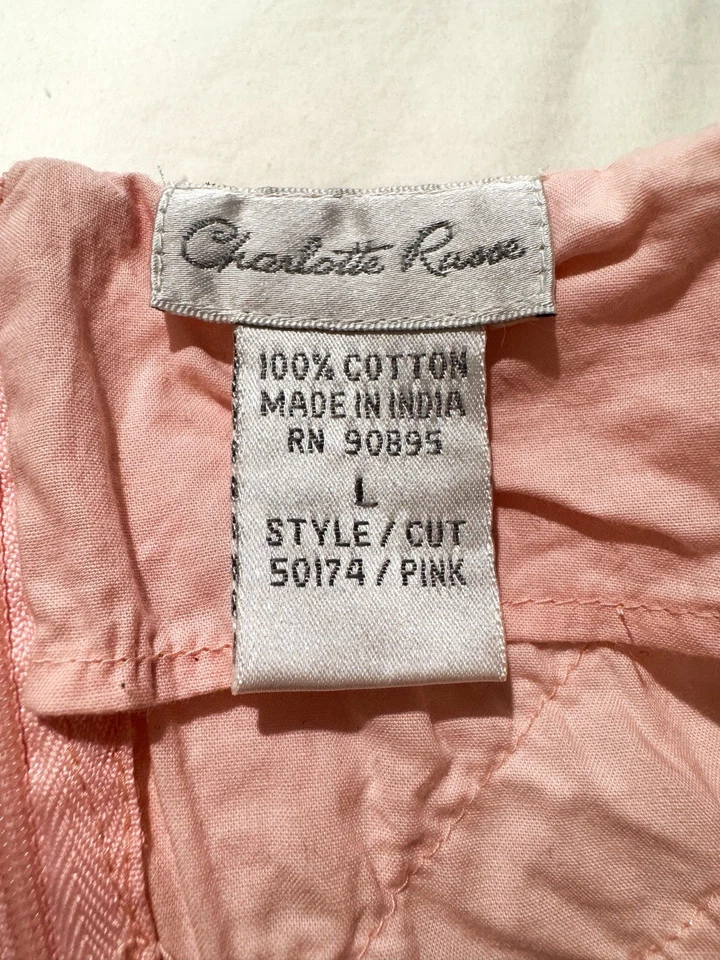 Charlotte Russe
100% COTTON
MADE IN INDIA
RN 90895
L
STYLE / CUT
50174 / PINK